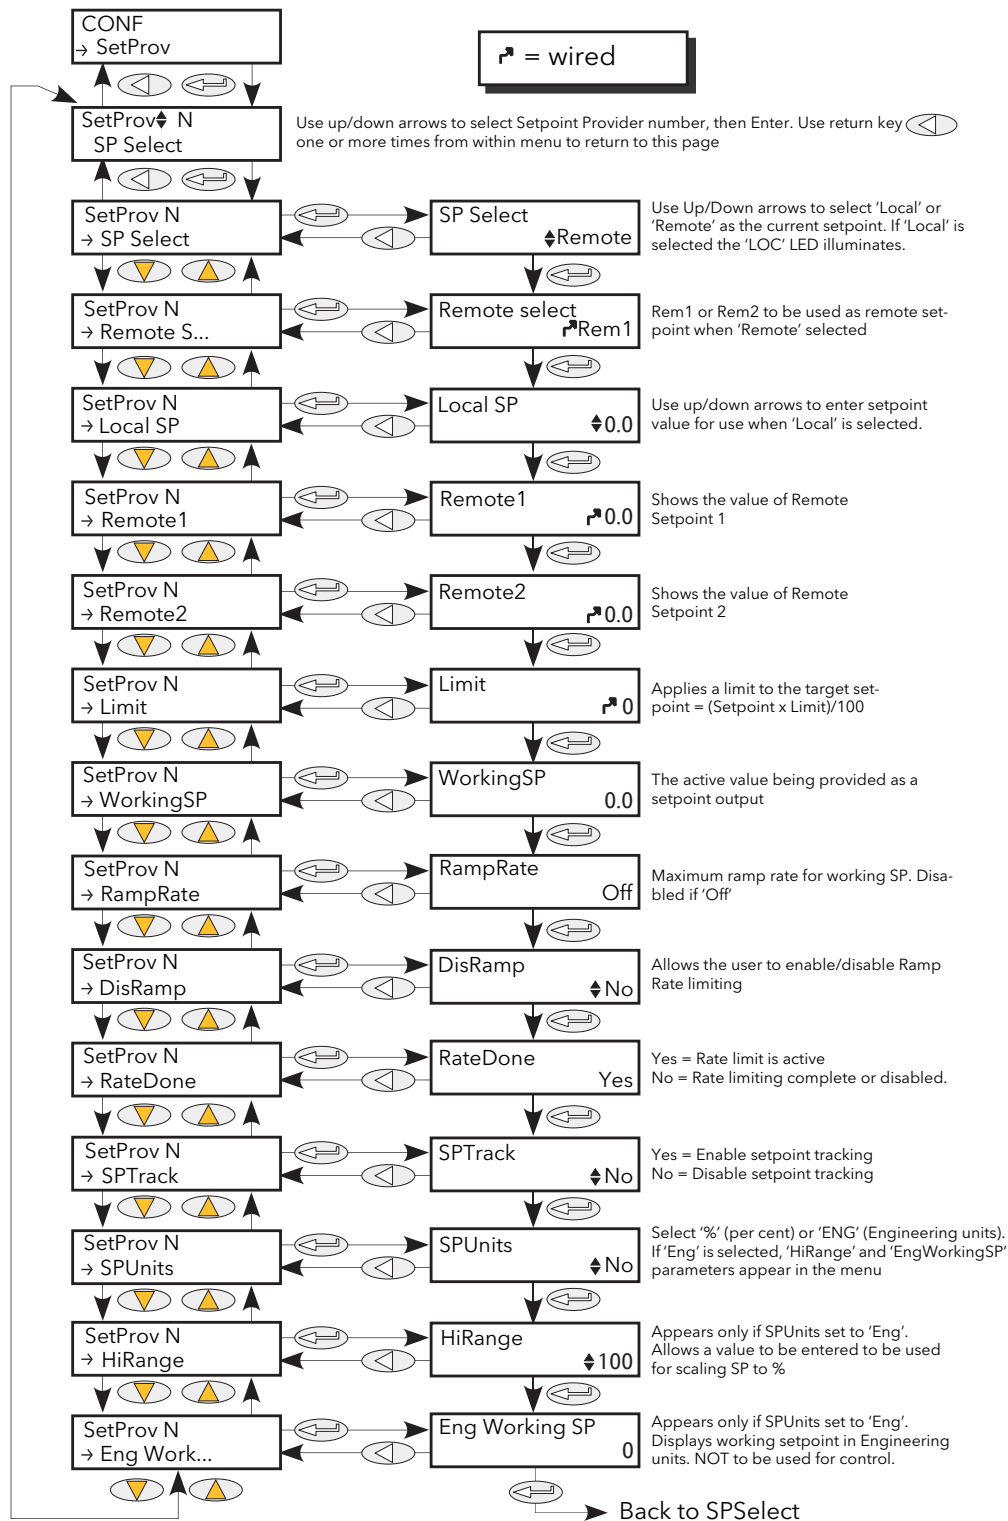 CONF
→ SetProv
= wired
SetProv N
SP Select
Use up/down arrows to select Setpoint Provider number, then Enter. Use return key
one or more times from within menu to return to this page
SetProv N
→ SP Select
SP Select
Remote
Use Up/Down arrows to select ‘Local’ or
‘Remote’ as the current setpoint. If ‘Local’ is
selected the ‘LOC’ LED illuminates.
SetProv N
→ Remote S...
Remote select
Rem1
Rem1 or Rem2 to be used as remote set-
point when ‘Remote’ selected
SetProv N
→ Local SP
Local SP
0.0
Use up/down arrows to enter setpoint
value for use when ‘Local’ is selected.
SetProv N
→ Remote1
Remote1
0.0
Shows the value of Remote
Setpoint 1
SetProv N
→ Remote2
Remote2
0.0
Shows the value of Remote
Setpoint 2
SetProv N
→ Limit
Limit
0
Applies a limit to the target set-
point = (Setpoint x Limit)/100
SetProv N
→ WorkingSP
WorkingSP
0.0
The active value being provided as a
setpoint output
SetProv N
→ RampRate
RampRate
Off
Maximum ramp rate for working SP. Disa-
bled if ‘Off’
SetProv N
→ DisRamp
DisRamp
No
Allows the user to enable/disable Ramp
Rate limiting
SetProv N
→ RateDone
RateDone
Yes
Yes = Rate limit is active
No = Rate limiting complete or disabled.
SetProv N
→ SPTrack
SPTrack
No
Yes = Enable setpoint tracking
No = Disable setpoint tracking
SetProv N
→ SPUnits
SPUnits
No
Select ‘%’ (per cent) or ‘ENG’ (Engineering units).
If ‘Eng’ is selected, ‘HiRange’ and ‘EngWorkingSP’
parameters appear in the menu
SetProv N
→ HiRange
HiRange
100
Appears only if SPUnits set to ‘Eng’.
Allows a value to be entered to be used
for scaling SP to %
SetProv N
→ Eng Work...
Eng Working SP
0
Appears only if SPUnits set to ‘Eng’.
Displays working setpoint in Engineering
units. NOT to be used for control.
Back to SPSelect